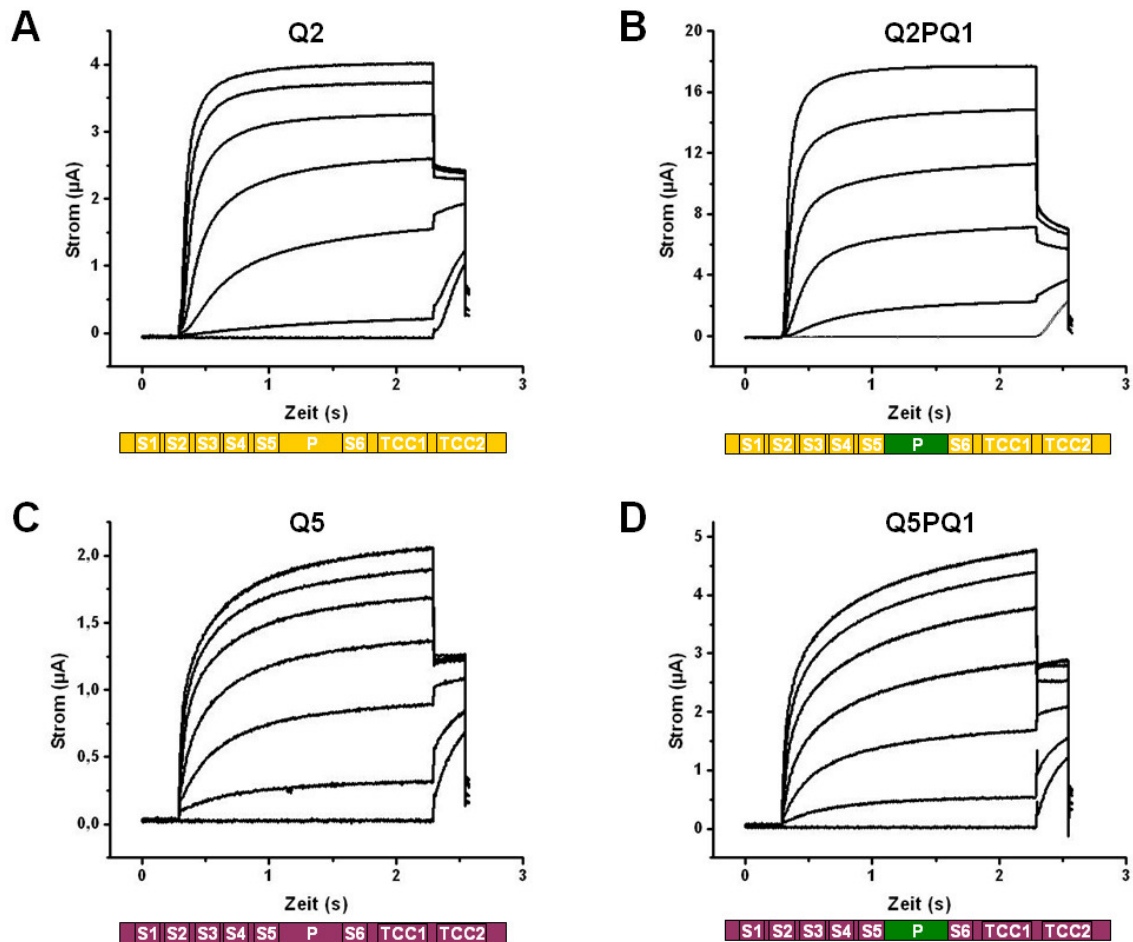 A
Q2
Strom (µA)
4
3
2
1
0
0 1 2 3
Zeit (s)
S1 S2 S3 S4 S5 P S6 TCC1 TCC2
B
Q2PQ1
Strom (µA)
20
16
12
8
4
0
0 1 2 3
Zeit (s)
S1 S2 S3 S4 S5 P S6 TCC1 TCC2
C
Q5
Strom (µA)
2,0
1,5
1,0
0,5
0,0
0 1 2 3
Zeit (s)
S1 S2 S3 S4 S5 P S6 TCC1 TCC2
D
Q5PQ1
Strom (µA)
5
4
3
2
1
0
0 1 2 3
Zeit (s)
S1 S2 S3 S4 S5 P S6 TCC1 TCC2